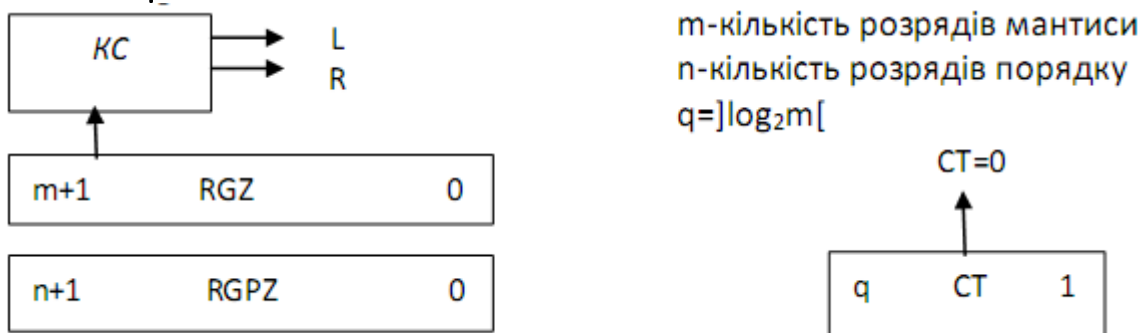 КС
L
R
m+1 RGZ 0
n+1 RGPZ 0
m-кількість розрядів мантиси
n-кількість розрядів порядку
q=]log₂m[
CT=0
q CT 1